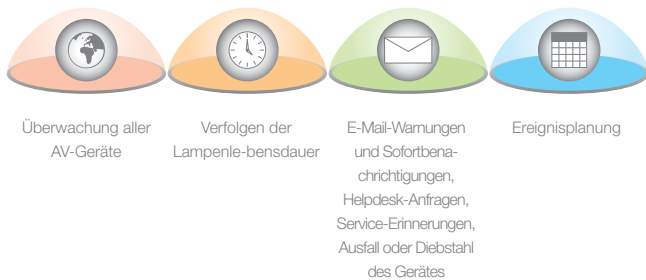 Überwachung aller
AV-Geräte
Verfolgen der
Lampenle-bensdauer
E-Mail-Warnungen
und Sofortbena-
chrichtigungen,
Helpdesk-Anfragen,
Service-Erinnerungen,
Ausfall oder Diebstahl
des Gerätes
Ereignisplanung